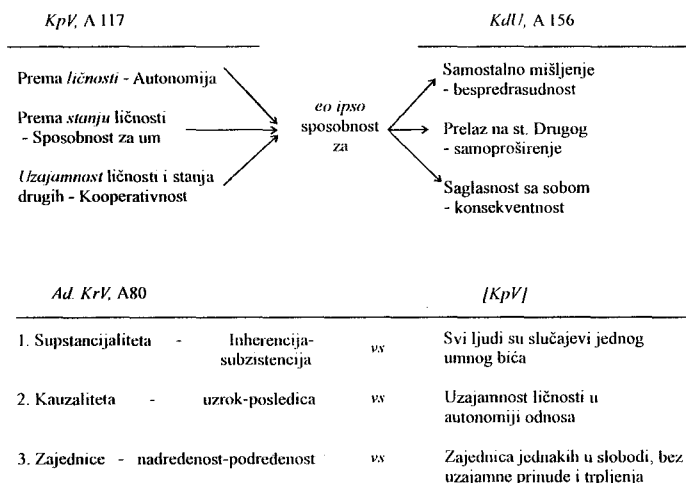 KpV, A 117
KdU, A 156
Prema ličnosti - Autonomija
Prema stanju ličnosti
- Sposobnost za um
Uzajamnost ličnosti i stanja
drugih - Kooperativnost
eo ipso
sposobnost
za
Samostalno mišljenje
- bespredrasudnost
Prelaz na st. Drugog
- samoproširenje
Saglasnost sa sobom
- konsekventnost
Ad. KrV, A80
[KpV]
1. Supstancijaliteta - Inherencija-
subzistencija
vs
Svi ljudi su slučajevi jednog
umnog bića
2. Kauzaliteta - uzrok-posledica
vs
Uzajamnost ličnosti u
autonomiji odnosa
3. Zajednice - nadređenost-podređenost
vs
Zajednica jednakih u slobodi, bez
uzajamne prinude i trpljenja